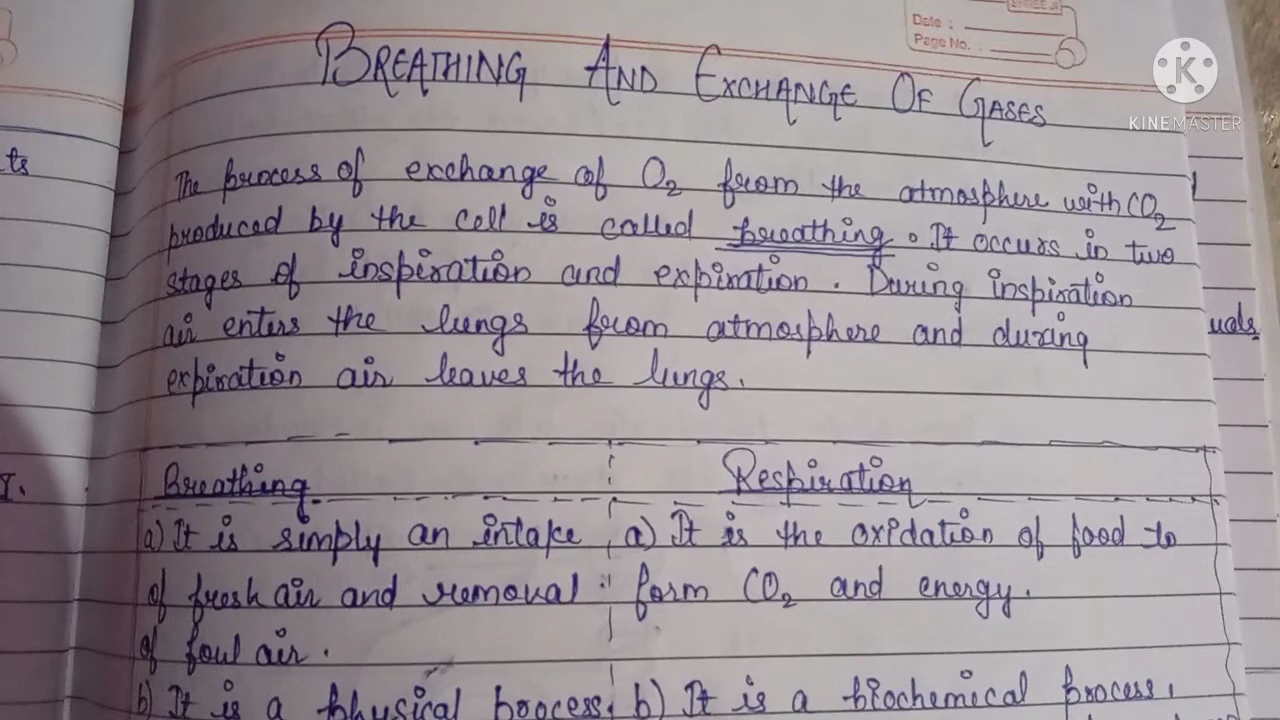 SHREE JI
Date :
Page No. :
KINEMASTER
BREATHING AND EXCHANGE OF GASES
ts
The process of exchange of O₂ from the atmosphere with CO₂
produced by the cell is called breathing. It occurs in two
stages of inspiration and expiration. During inspiration
air enters the lungs from atmosphere and during
uals.
expiration air leaves the lungs.
Breathing Respiration
a) It is simply an intake a) It is the oxidation of food to
of fresh air and removal form CO₂ and energy.
of foul air.
b) It is a physical process. b) It is a biochemical process.